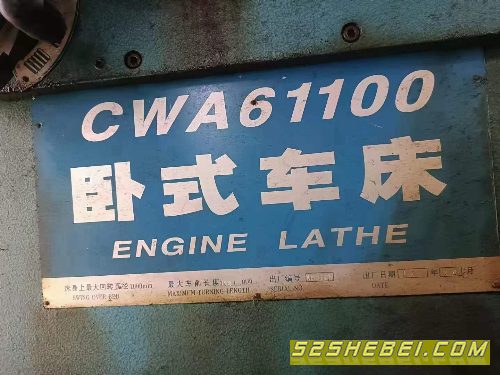 CWA61100
卧式车床
ENGINE LATHE
床身上最大回转直径 mm 最大车削长度 mm 出厂编号 出厂日期 年 月
SWING OVER BED MAXIMUM TURNING LENGTH SERIAL NO DATE
52SHEBEI.COM